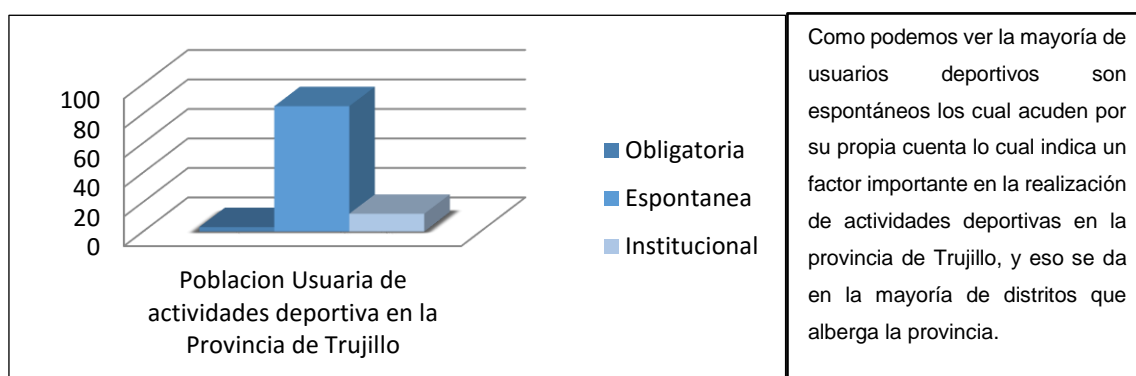 100
80
60
40
20
0
Poblacion Usuaria de
actividades deportiva en la
Provincia de Trujillo
Obligatoria
Espontanea
Institucional
Como podemos ver la mayoría de
usuarios deportivos son
espontáneos los cual acuden por
su propia cuenta lo cual indica un
factor importante en la realización
de actividades deportivas en la
provincia de Trujillo, y eso se da
en la mayoría de distritos que
alberga la provincia.